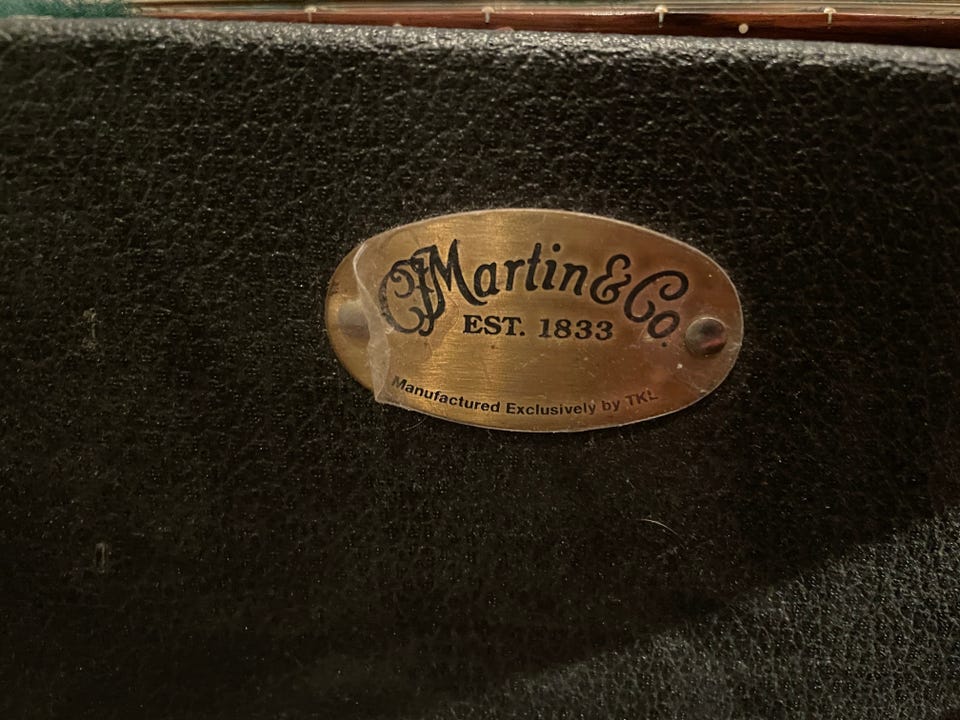 CFMartin & Co.
EST. 1833
Manufactured Exclusively by TKL